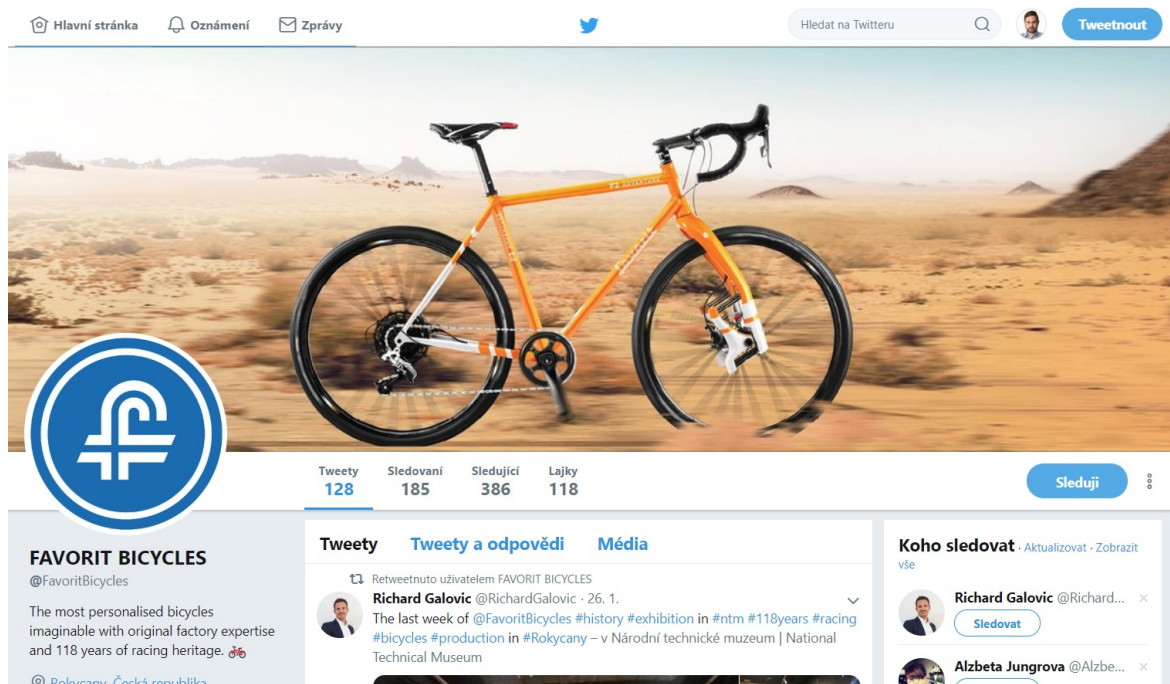 Hlavní stránka
Oznámení
Zprávy
Hledat na Twitteru
Tweetnout
Tweety
128
Sledovaní
185
Sledující
386
Lajky
118
Sleduji
FAVORIT BICYCLES
@FavoritBicycles
The most personalised bicycles
imaginable with original factory expertise
and 118 years of racing heritage.
Rokycany, Česká republika
Tweety
Tweety a odpovědi
Média
Retweetnuto uživatelem FAVORIT BICYCLES
Richard Galovic @RichardGalovic · 26. 1.
The last week of @FavoritBicycles #history #exhibition in #ntm #118years #racing
#bicycles #production in #Rokycany – v Národní technické muzeum | National
Technical Museum
Koho sledovat · Aktualizovat · Zobrazit
vše
Richard Galovic @Richard...
Sledovat
Alzbeta Jungrova @Alzbe...